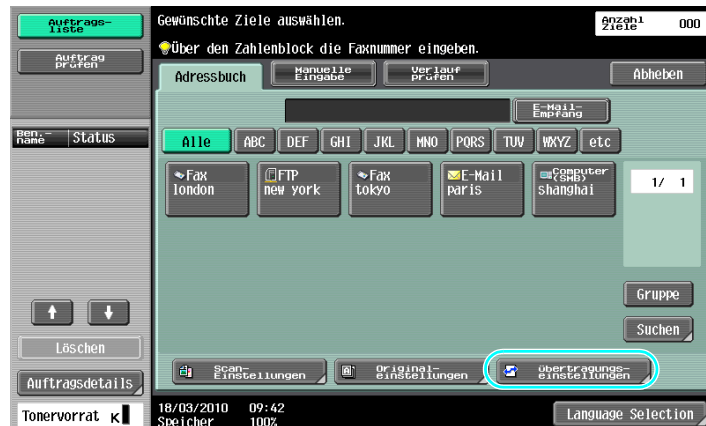 Auftrags-
liste
Auftrag
prüfen
Ben.-
name
Status
Löschen
Auftragsdetails
Tonervorrat K
Gewünschte Ziele auswählen.
Anzahl
Ziele
000
Über den Zahlenblock die Faxnummer eingeben.
Adressbuch
Manuelle
Eingabe
Verlauf
prüfen
Abheben
E-Mail-
Empfang
Alle ABC DEF GHI JKL MNO PQRS TUV WXYZ etc
Fax
london
FTP
new york
Fax
tokyo
E-Mail
paris
Computer
(SMB)
shanghai
1/ 1
Gruppe
Suchen
Scan-
Einstellungen
Original-
einstellungen
Übertragungs-
einstellungen
18/03/2010 09:42
Speicher 100%
Language Selection